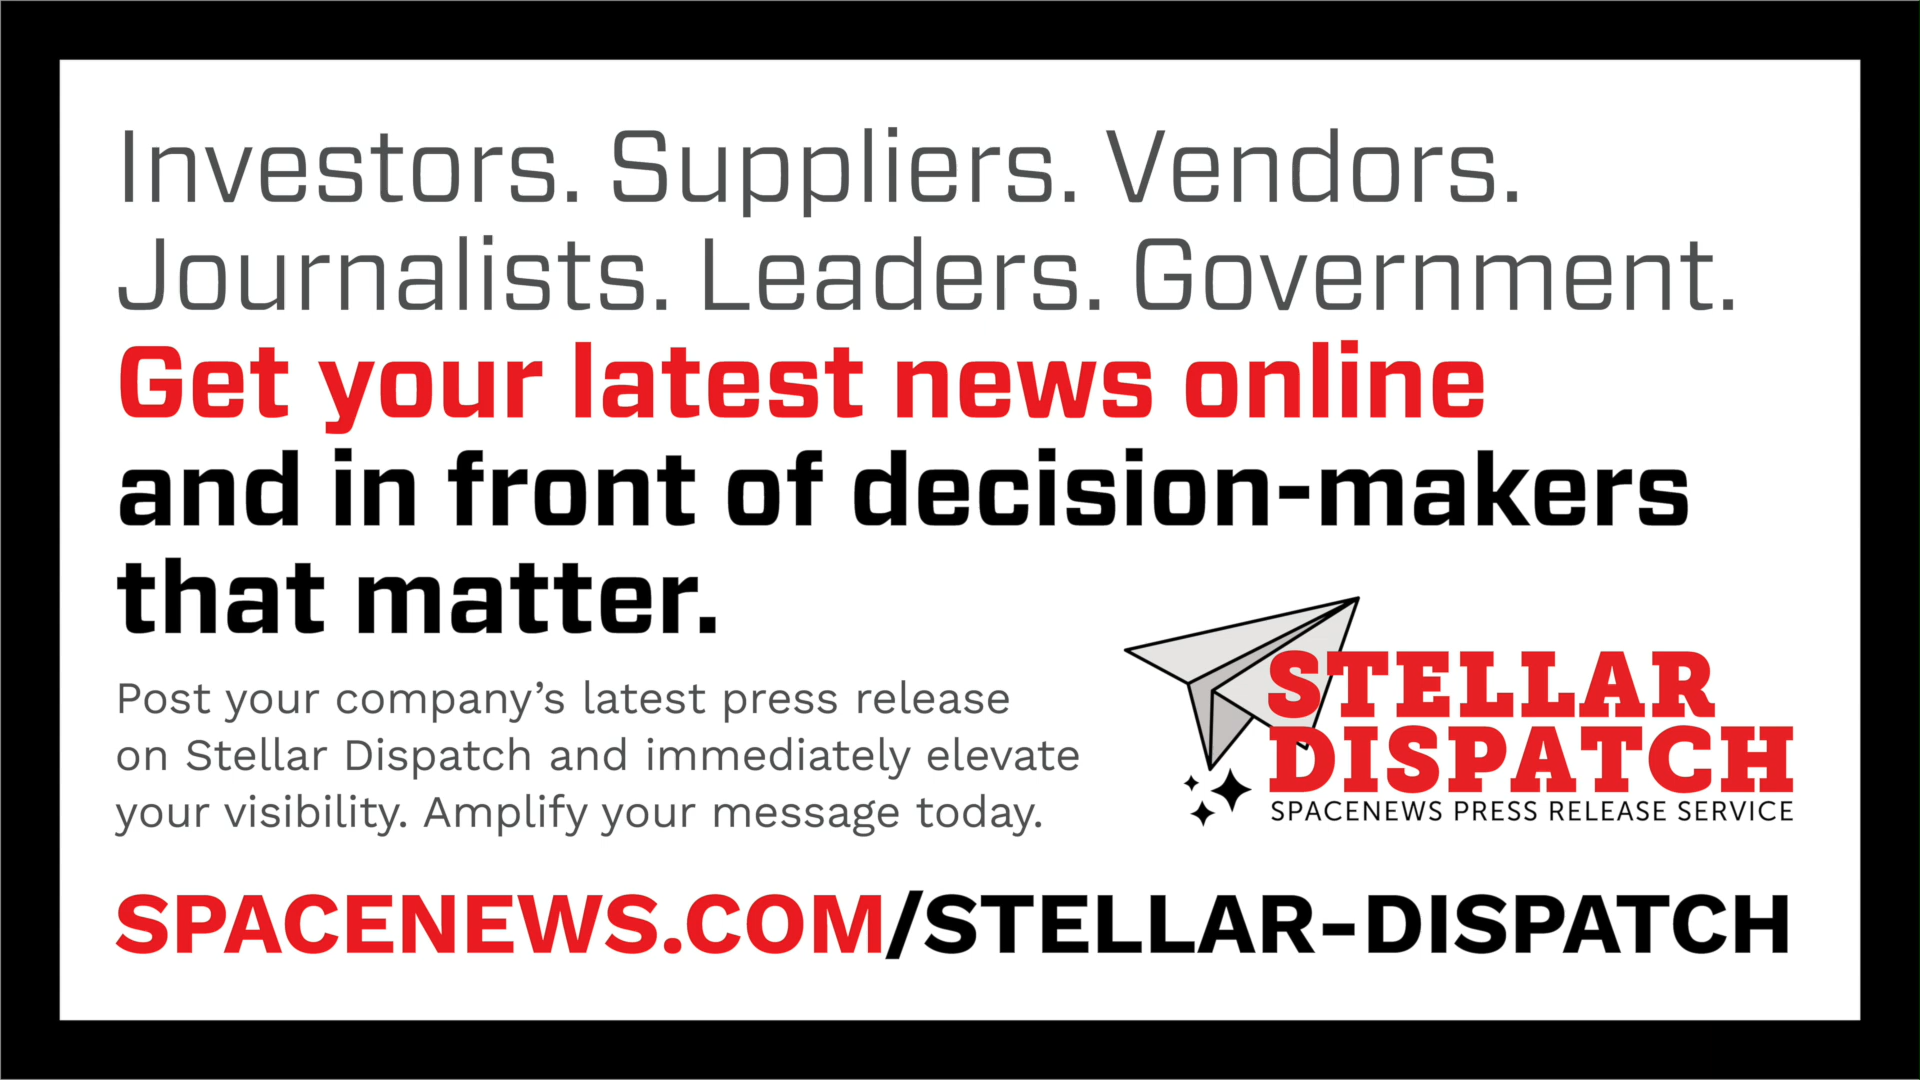 Investors. Suppliers. Vendors.
Journalists. Leaders. Government.
Get your latest news online
and in front of decision-makers
that matter.
Post your company’s latest press release
on Stellar Dispatch and immediately elevate
your visibility. Amplify your message today.
STELLAR
DISPATCH
SPACENEWS PRESS RELEASE SERVICE
SPACENEWS.COM/STELLAR-DISPATCH